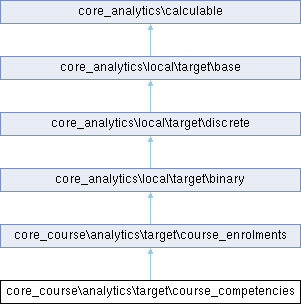 core_analytics\calculable
core_analytics\local\target\base
core_analytics\local\target\discrete
core_analytics\local\target\binary
core_course\analytics\target\course_enrolments
core_course\analytics\target\course_competencies